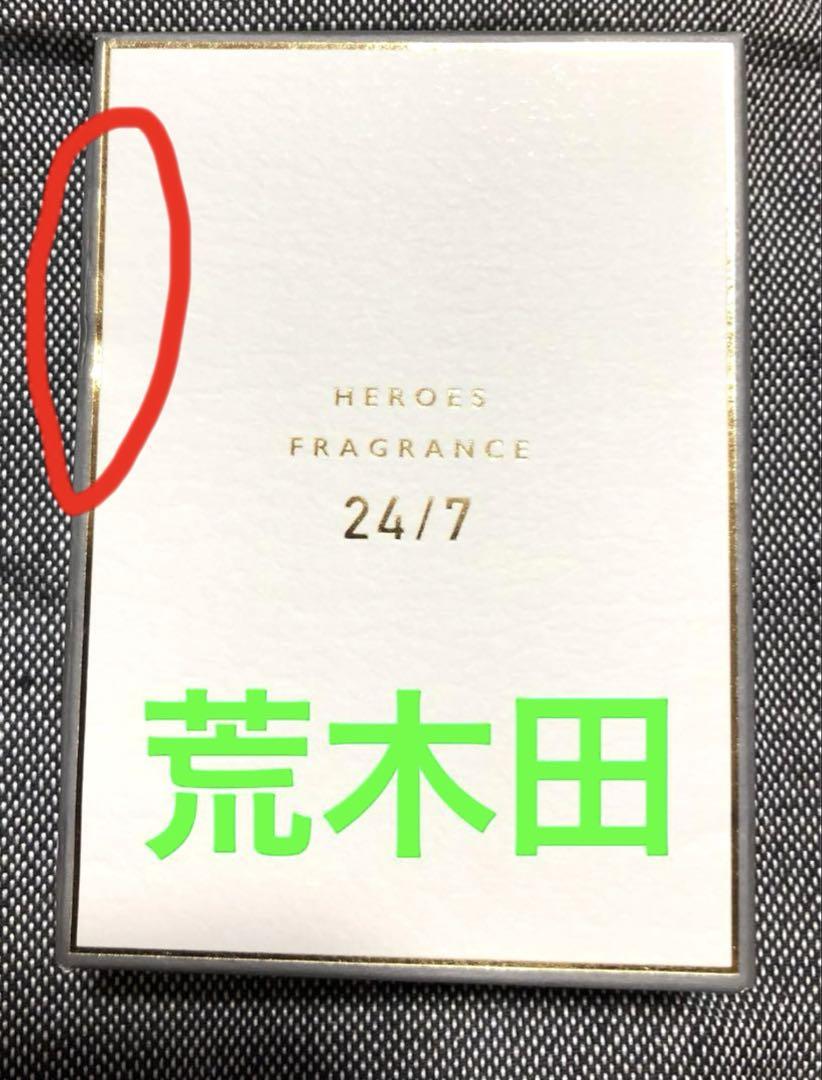 HEROES
FRAGRANCE
24/7
荒木田